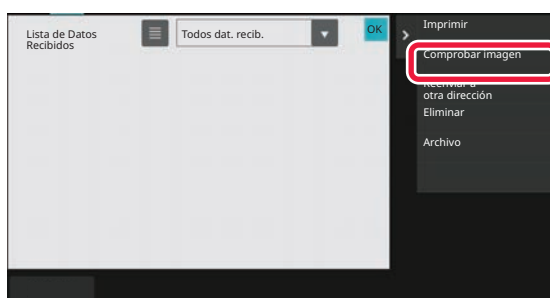 Lista de Datos
Recibidos
Todos dat. recib.
OK
Imprimir
Comprobar imagen
Reenviar a
otra dirección
Eliminar
Archivo